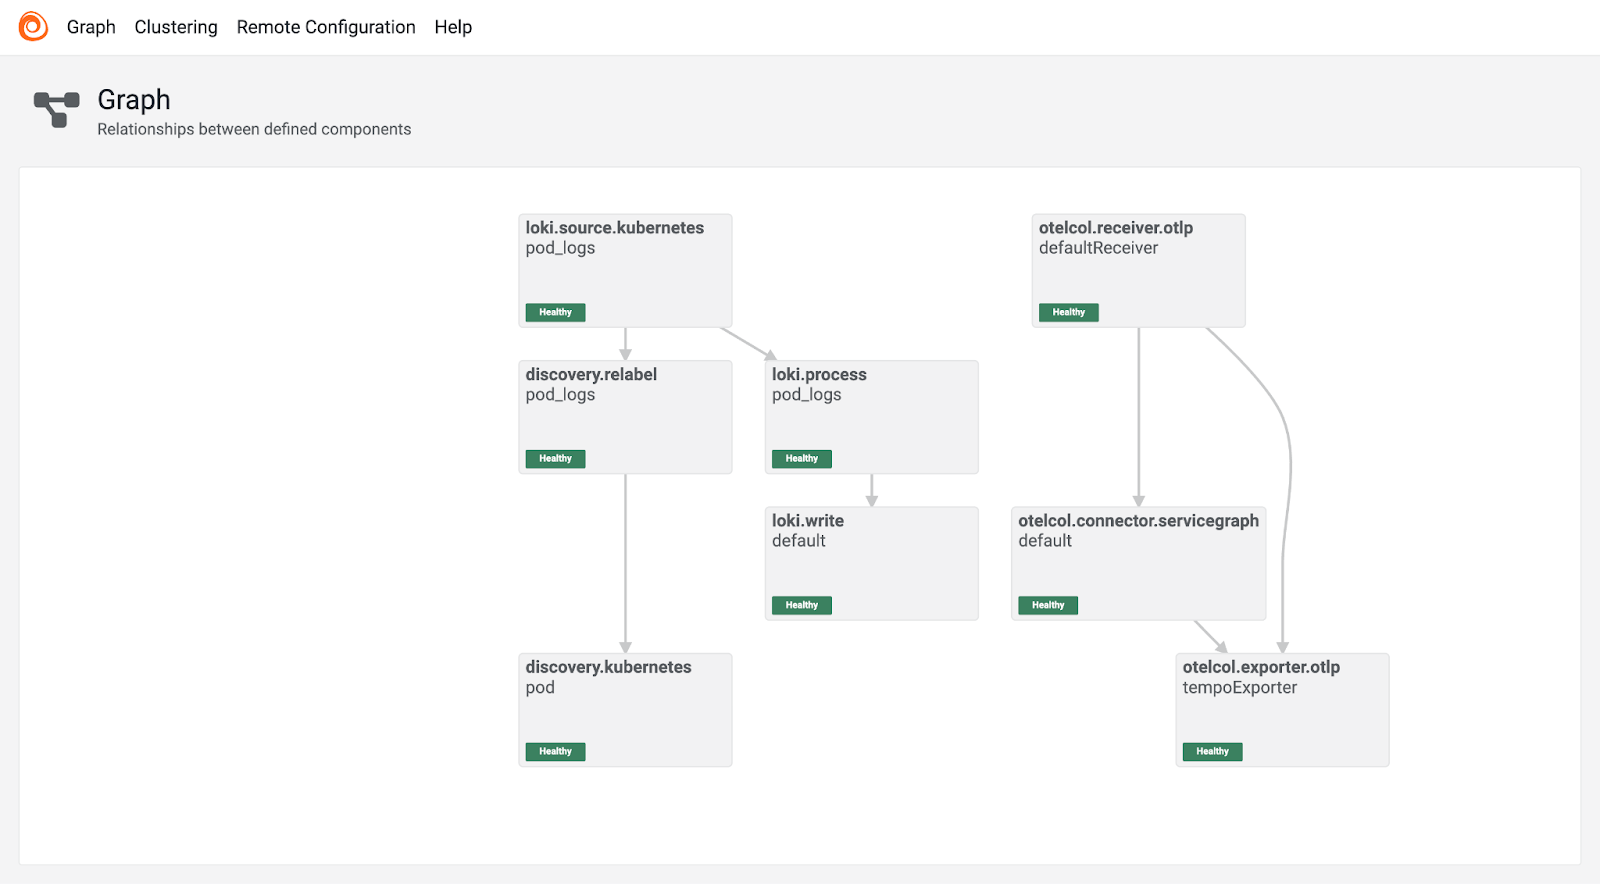 Graph Clustering Remote Configuration Help
Graph
Relationships between defined components
loki.source.kubernetes
pod_logs
Healthy
otelcol.receiver.otlp
defaultReceiver
Healthy
discovery.relabel
pod_logs
Healthy
loki.process
pod_logs
Healthy
loki.write
default
Healthy
otelcol.connector.servicegraph
default
Healthy
discovery.kubernetes
pod
Healthy
otelcol.exporter.otlp
tempoExporter
Healthy